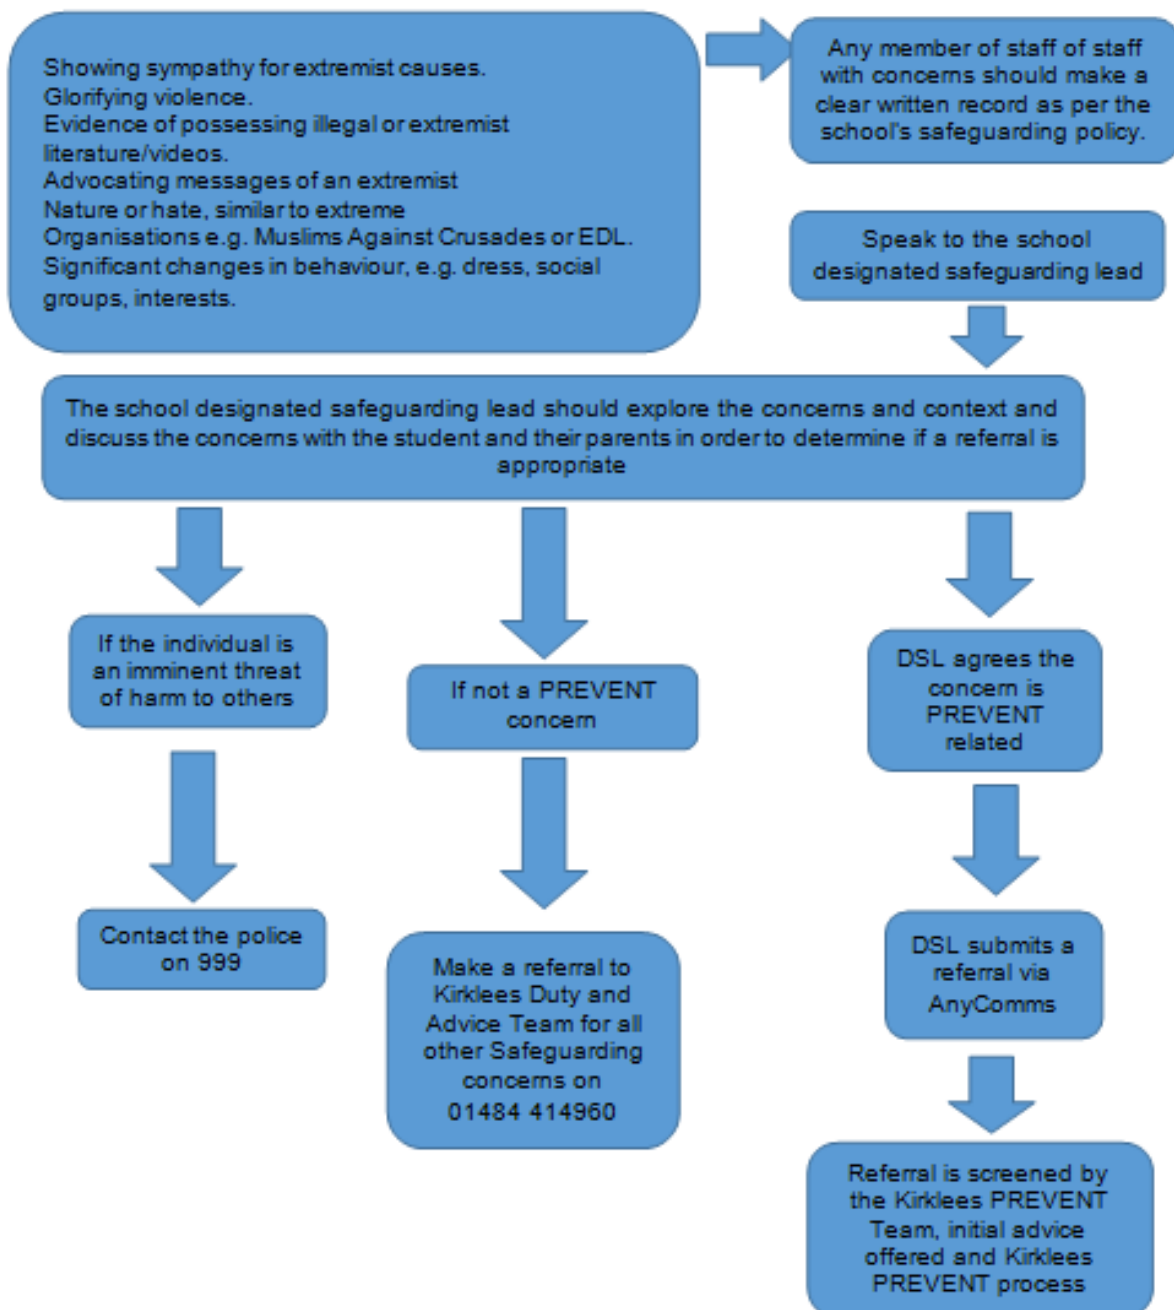 Showing sympathy for extremist causes.
Glorifying violence.
Evidence of possessing illegal or extremist
literature/videos.
Advocating messages of an extremist
Nature or hate, similar to extreme
Organisations e.g. Muslims Against Crusades or EDL.
Significant changes in behaviour, e.g. dress, social
groups, interests.
Any member of staff of staff
with concerns should make a
clear written record as per the
school's safeguarding policy.
Speak to the school
designated safeguarding lead
The school designated safeguarding lead should explore the concerns and context and
discuss the concerns with the student and their parents in order to determine if a referral is
appropriate
If the individual is
an imminent threat
of harm to others
Contact the police
on 999
If not a PREVENT
concern
Make a referral to
Kirklees Duty and
Advice Team for all
other Safeguarding
concerns on
01484 414960
DSL agrees the
concern is
PREVENT
related
DSL submits a
referral via
AnyComms
Referral is screened by
the Kirklees PREVENT
Team, initial advice
offered and Kirklees
PREVENT process